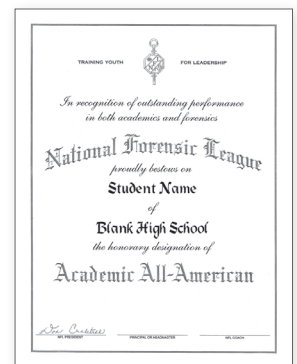 TRAINING YOUTH FOR LEADERSHIP
In recognition of outstanding performance
in both academics and forensics
National Forensic League
proudly bestows on
Student Name
of
Blank High School
the honorary designation of
Academic All-American
NFL PRESIDENT PRINCIPAL OR HEADMASTER NFL COACH